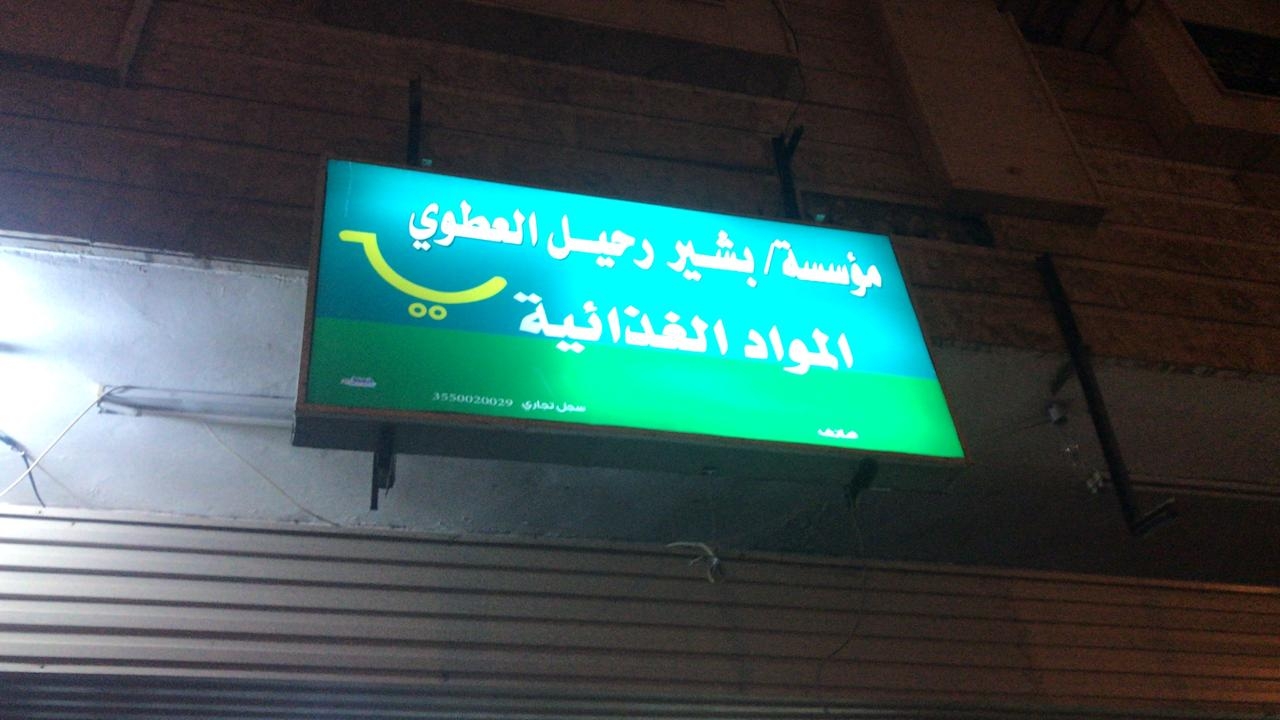 مؤسسة/ بشير رحيل العطوي
المواد الغذائية
هاتف
سجل تجاري 3550020029